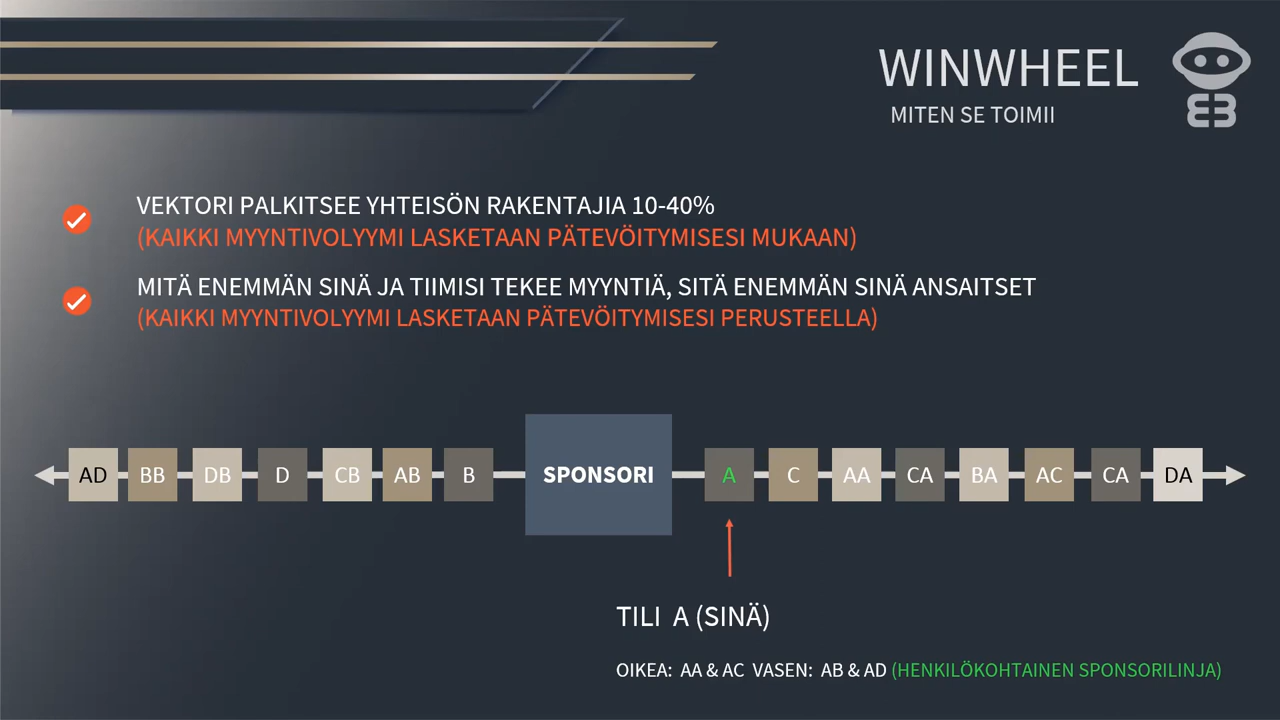 WINWHEEL
MITEN SE TOIMII
VEKTORI PALKITSEE YHTEISÖN RAKENTAJIA 10-40%
(KAIKKI MYYNTIVOLYYMI LASKETAAN PÄTEVÖITYMISESI MUKAAN)
MITÄ ENEMMÄN SINÄ JA TIIMISI TEKEE MYYNTIÄ, SITÄ ENEMMÄN SINÄ ANSAITSET
(KAIKKI MYYNTIVOLYYMI LASKETAAN PÄTEVÖITYMISESI PERUSTEELLA)
AD BB DB D CB AB B SPONSORI A C AA CA BA AC CA DA
TILI A (SINÄ)
OIKEA: AA & AC VASEN: AB & AD (HENKILÖKOHTAINEN SPONSORILINJA)